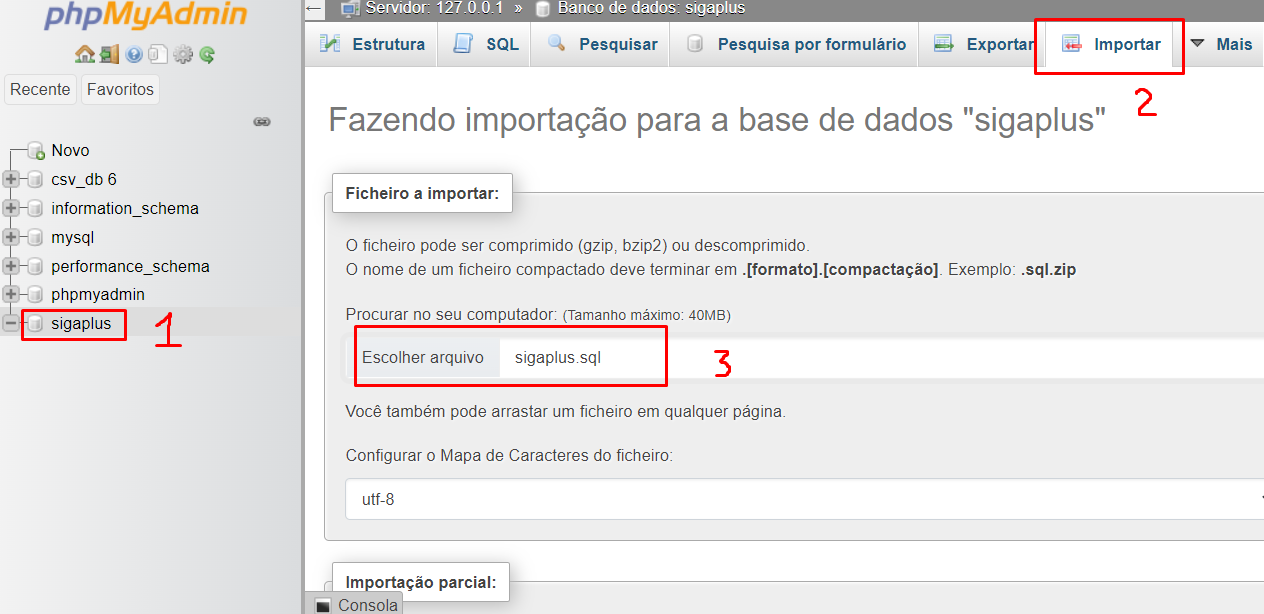 phpMyAdmin
Recente Favoritos
Novo
csv_db 6
information_schema
mysql
performance_schema
phpmyadmin
sigaplus 1
← Servidor: 127.0.0.1 » Banco de dados: sigaplus
Estrutura SQL Pesquisar Pesquisa por formulário Exportar Importar Mais
2
Fazendo importação para a base de dados "sigaplus"
Ficheiro a importar:
O ficheiro pode ser comprimido (gzip, bzip2) ou descomprimido.
O nome de um ficheiro compactado deve terminar em .[formato].[compactação]. Exemplo: .sql.zip
Procurar no seu computador: (Tamanho máximo: 40MB)
Escolher arquivo sigaplus.sql 3
Você também pode arrastar um ficheiro em qualquer página.
Configurar o Mapa de Caracteres do ficheiro:
utf-8
Importação parcial:
Consola